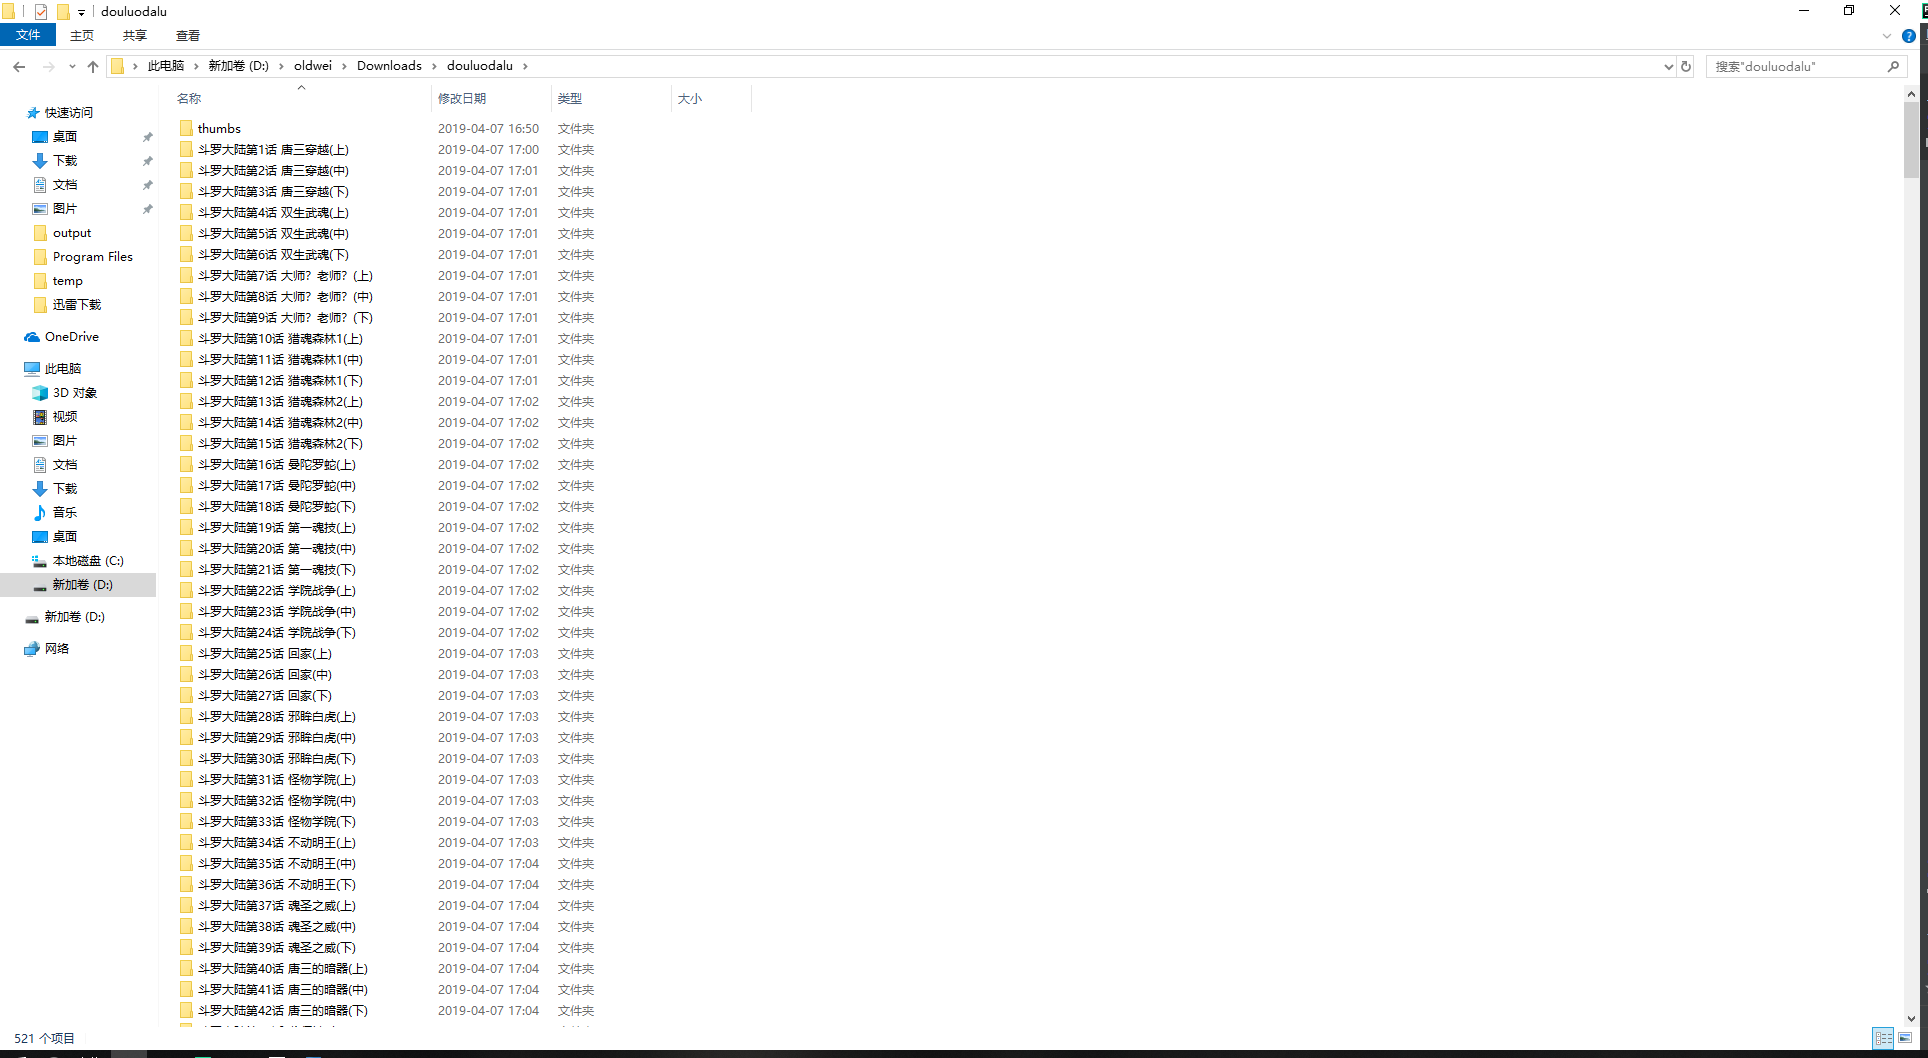 douluodalu
文件 主页 共享 查看
此电脑 新加卷 (D:) oldwei Downloads douluodalu
搜索"douluodalu"
名称 修改日期 类型 大小
快速访问
桌面
下载
文档
图片
output
Program Files
temp
迅雷下载
OneDrive
此电脑
3D 对象
视频
图片
文档
下载
音乐
桌面
本地磁盘 (C:)
新加卷 (D:)
新加卷 (D:)
网络
thumbs 2019-04-07 16:50 文件夹
斗罗大陆第1话 唐三穿越(上) 2019-04-07 17:00 文件夹
斗罗大陆第2话 唐三穿越(中) 2019-04-07 17:01 文件夹
斗罗大陆第3话 唐三穿越(下) 2019-04-07 17:01 文件夹
斗罗大陆第4话 双生武魂(上) 2019-04-07 17:01 文件夹
斗罗大陆第5话 双生武魂(中) 2019-04-07 17:01 文件夹
斗罗大陆第6话 双生武魂(下) 2019-04-07 17:01 文件夹
斗罗大陆第7话 大师？老师？(上) 2019-04-07 17:01 文件夹
斗罗大陆第8话 大师？老师？(中) 2019-04-07 17:01 文件夹
斗罗大陆第9话 大师？老师？(下) 2019-04-07 17:01 文件夹
斗罗大陆第10话 猎魂森林1(上) 2019-04-07 17:01 文件夹
斗罗大陆第11话 猎魂森林1(中) 2019-04-07 17:01 文件夹
斗罗大陆第12话 猎魂森林1(下) 2019-04-07 17:01 文件夹
斗罗大陆第13话 猎魂森林2(上) 2019-04-07 17:02 文件夹
斗罗大陆第14话 猎魂森林2(中) 2019-04-07 17:02 文件夹
斗罗大陆第15话 猎魂森林2(下) 2019-04-07 17:02 文件夹
斗罗大陆第16话 曼陀罗蛇(上) 2019-04-07 17:02 文件夹
斗罗大陆第17话 曼陀罗蛇(中) 2019-04-07 17:02 文件夹
斗罗大陆第18话 曼陀罗蛇(下) 2019-04-07 17:02 文件夹
斗罗大陆第19话 第一魂技(上) 2019-04-07 17:02 文件夹
斗罗大陆第20话 第一魂技(中) 2019-04-07 17:02 文件夹
斗罗大陆第21话 第一魂技(下) 2019-04-07 17:02 文件夹
斗罗大陆第22话 学院战争(上) 2019-04-07 17:02 文件夹
斗罗大陆第23话 学院战争(中) 2019-04-07 17:02 文件夹
斗罗大陆第24话 学院战争(下) 2019-04-07 17:02 文件夹
斗罗大陆第25话 回家(上) 2019-04-07 17:03 文件夹
斗罗大陆第26话 回家(中) 2019-04-07 17:03 文件夹
斗罗大陆第27话 回家(下) 2019-04-07 17:03 文件夹
斗罗大陆第28话 邪眸白虎(上) 2019-04-07 17:03 文件夹
斗罗大陆第29话 邪眸白虎(中) 2019-04-07 17:03 文件夹
斗罗大陆第30话 邪眸白虎(下) 2019-04-07 17:03 文件夹
斗罗大陆第31话 怪物学院(上) 2019-04-07 17:03 文件夹
斗罗大陆第32话 怪物学院(中) 2019-04-07 17:03 文件夹
斗罗大陆第33话 怪物学院(下) 2019-04-07 17:03 文件夹
斗罗大陆第34话 不动明王(上) 2019-04-07 17:03 文件夹
斗罗大陆第35话 不动明王(中) 2019-04-07 17:04 文件夹
斗罗大陆第36话 不动明王(下) 2019-04-07 17:04 文件夹
斗罗大陆第37话 魂圣之威(上) 2019-04-07 17:04 文件夹
斗罗大陆第38话 魂圣之威(中) 2019-04-07 17:04 文件夹
斗罗大陆第39话 魂圣之威(下) 2019-04-07 17:04 文件夹
斗罗大陆第40话 唐三的暗器(上) 2019-04-07 17:04 文件夹
斗罗大陆第41话 唐三的暗器(中) 2019-04-07 17:04 文件夹
斗罗大陆第42话 唐三的暗器(下) 2019-04-07 17:04 文件夹
521 个项目